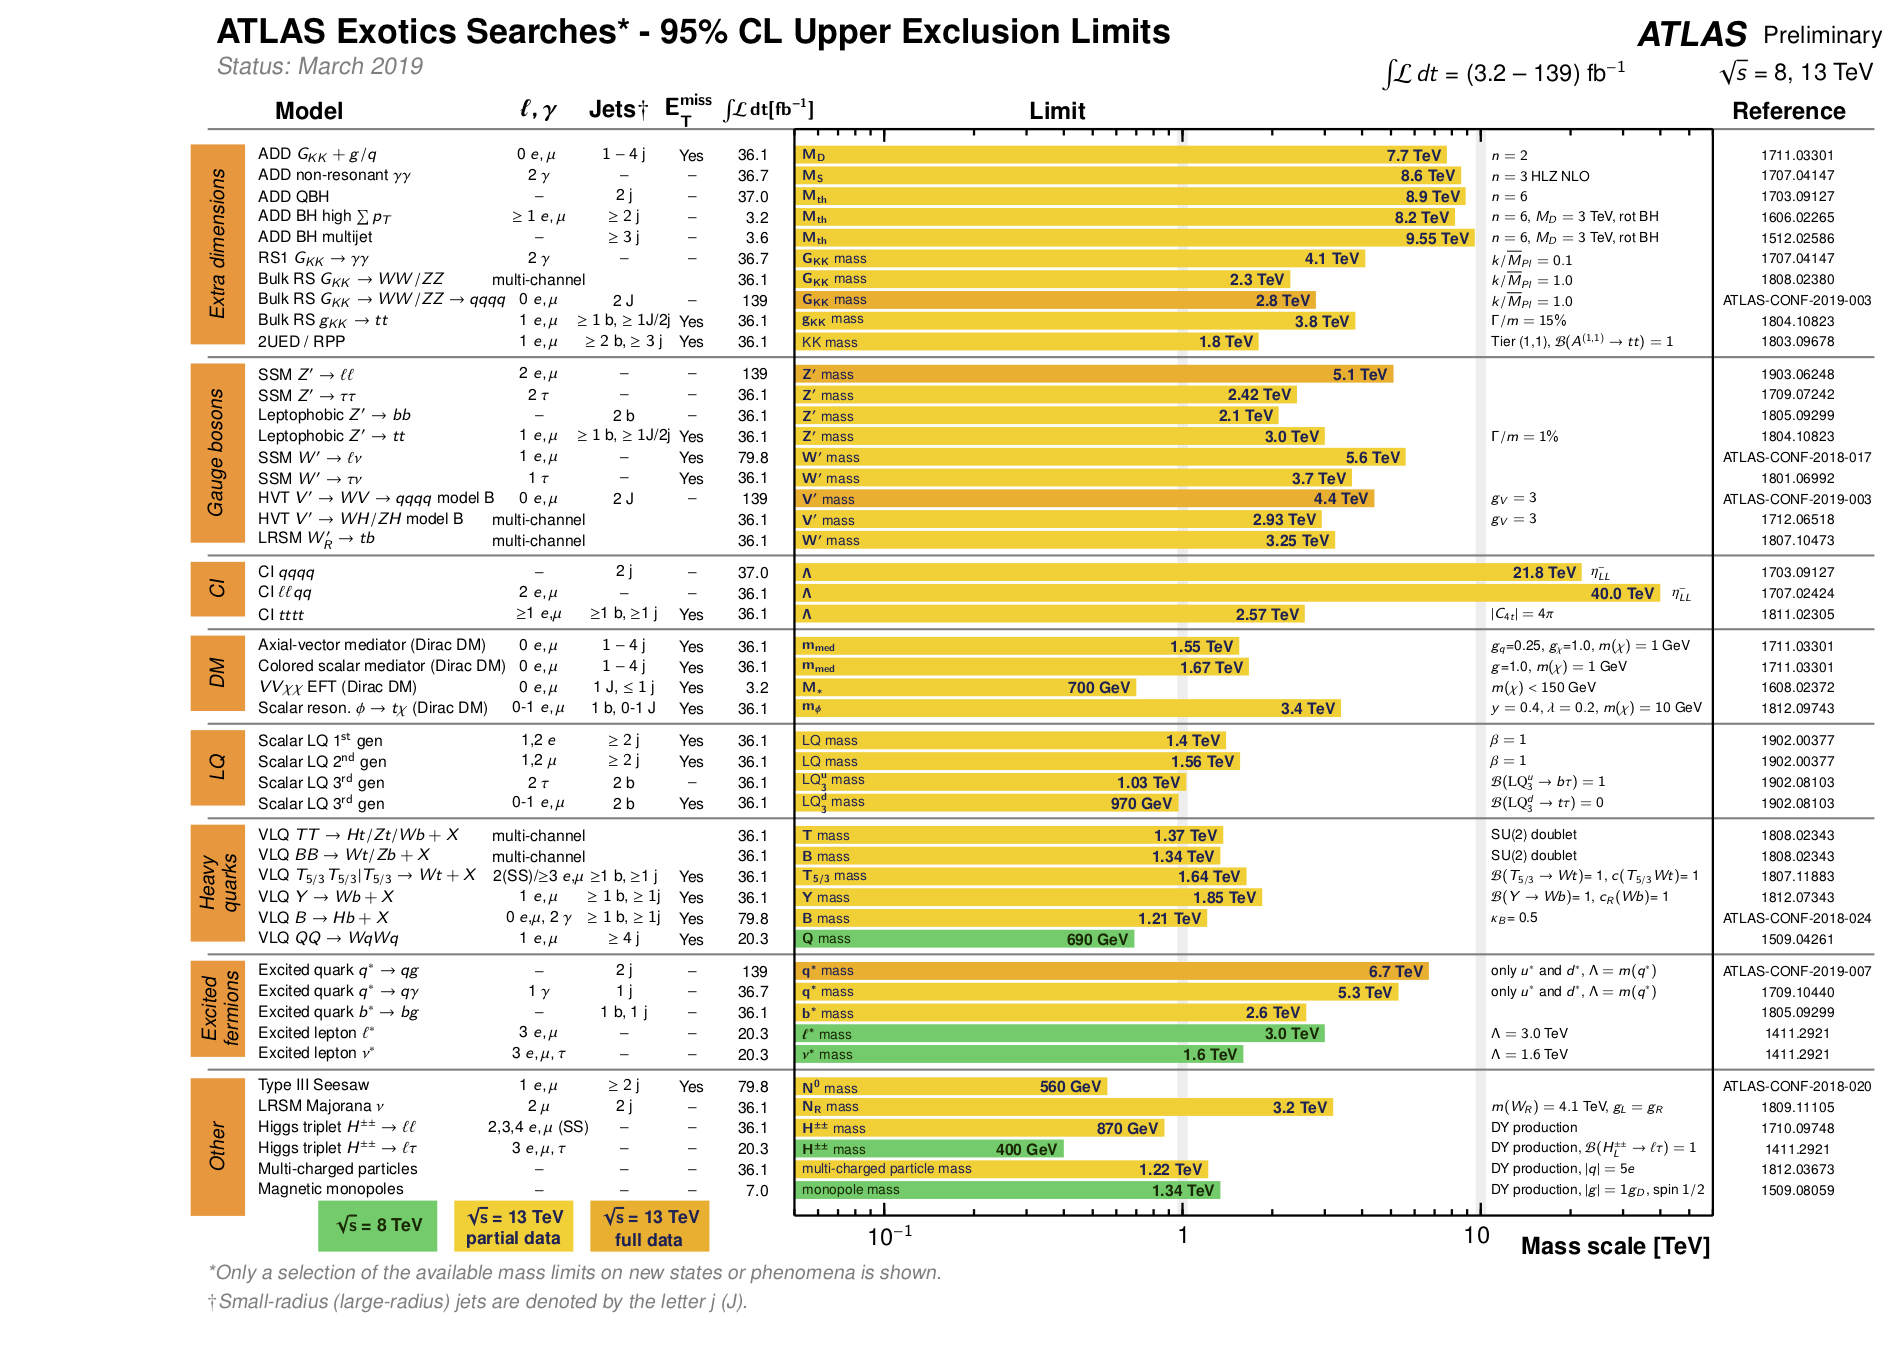 ATLAS Exotics Searches* - 95% CL Upper Exclusion Limits
ATLAS Preliminary
Status: March 2019
∫ℒ dt = (3.2 – 139) fb⁻¹ √s = 8, 13 TeV
Model ℓ, γ Jets† E_T^miss ∫ℒ dt[fb⁻¹] Limit Reference
Extra dimensions
ADD G_KK + g/q 0 e, μ 1 – 4 j Yes 36.1 M_D 7.7 TeV n = 2 1711.03301
ADD non-resonant γγ 2 γ – – 36.7 M_S 8.6 TeV n = 3 HLZ NLO 1707.04147
ADD QBH – 2 j – 37.0 M_th 8.9 TeV n = 6 1703.09127
ADD BH high ∑ p_T ≥ 1 e, μ ≥ 2 j – 3.2 M_th 8.2 TeV n = 6, M_D = 3 TeV, rot BH 1606.02265
ADD BH multijet – ≥ 3 j – 3.6 M_th 9.55 TeV n = 6, M_D = 3 TeV, rot BH 1512.02586
RS1 G_KK → γγ 2 γ – – 36.7 G_KK mass 4.1 TeV k/M̅_Pl = 0.1 1707.04147
Bulk RS G_KK → WW/ZZ multi-channel 36.1 G_KK mass 2.3 TeV k/M̅_Pl = 1.0 1808.02380
Bulk RS G_KK → WW/ZZ → qqqq 0 e, μ 2 J – 139 G_KK mass 2.8 TeV k/M̅_Pl = 1.0 ATLAS-CONF-2019-003
Bulk RS g_KK → tt 1 e, μ ≥ 1 b, ≥ 1J/2j Yes 36.1 g_KK mass 3.8 TeV Γ/m = 15% 1804.10823
2UED / RPP 1 e, μ ≥ 2 b, ≥ 3 j Yes 36.1 KK mass 1.8 TeV Tier (1,1), ℬ(A^(1,1) → tt) = 1 1803.09678
Gauge bosons
SSM Z′ → ℓℓ 2 e, μ – – 139 Z′ mass 5.1 TeV 1903.06248
SSM Z′ → ττ 2 τ – – 36.1 Z′ mass 2.42 TeV 1709.07242
Leptophobic Z′ → bb – 2 b – 36.1 Z′ mass 2.1 TeV 1805.09299
Leptophobic Z′ → tt 1 e, μ ≥ 1 b, ≥ 1J/2j Yes 36.1 Z′ mass 3.0 TeV Γ/m = 1% 1804.10823
SSM W′ → ℓν 1 e, μ – Yes 79.8 W′ mass 5.6 TeV ATLAS-CONF-2018-017
SSM W′ → τν 1 τ – Yes 36.1 W′ mass 3.7 TeV 1801.06992
HVT V′ → WV → qqqq model B 0 e, μ 2 J – 139 V′ mass 4.4 TeV g_V = 3 ATLAS-CONF-2019-003
HVT V′ → WH/ZH model B multi-channel 36.1 V′ mass 2.93 TeV g_V = 3 1712.06518
LRSM W′_R → tb multi-channel 36.1 W′ mass 3.25 TeV 1807.10473
CI
CI qqqq – 2 j – 37.0 Λ 21.8 TeV η⁻_LL 1703.09127
CI ℓℓqq 2 e, μ – – 36.1 Λ 40.0 TeV η⁻_LL 1707.02424
CI tttt ≥1 e,μ ≥1 b, ≥1 j Yes 36.1 Λ 2.57 TeV |C_4t| = 4π 1811.02305
DM
Axial-vector mediator (Dirac DM) 0 e, μ 1 – 4 j Yes 36.1 m_med 1.55 TeV g_q=0.25, g_χ=1.0, m(χ) = 1 GeV 1711.03301
Colored scalar mediator (Dirac DM) 0 e, μ 1 – 4 j Yes 36.1 m_med 1.67 TeV g=1.0, m(χ) = 1 GeV 1711.03301
VVχχ EFT (Dirac DM) 0 e, μ 1 J, ≤ 1 j Yes 3.2 M_* 700 GeV m(χ) < 150 GeV 1608.02372
Scalar reson. φ → tχ (Dirac DM) 0-1 e, μ 1 b, 0-1 J Yes 36.1 m_φ 3.4 TeV y = 0.4, λ = 0.2, m(χ) = 10 GeV 1812.09743
LQ
Scalar LQ 1st gen 1,2 e ≥ 2 j Yes 36.1 LQ mass 1.4 TeV β = 1 1902.00377
Scalar LQ 2nd gen 1,2 μ ≥ 2 j Yes 36.1 LQ mass 1.56 TeV β = 1 1902.00377
Scalar LQ 3rd gen 2 τ 2 b – 36.1 LQ₃ᵘ mass 1.03 TeV ℬ(LQ₃ᵘ → bτ) = 1 1902.08103
Scalar LQ 3rd gen 0-1 e, μ 2 b Yes 36.1 LQ₃ᵈ mass 970 GeV ℬ(LQ₃ᵈ → tτ) = 0 1902.08103
Heavy quarks
VLQ TT → Ht/Zt/Wb + X multi-channel 36.1 T mass 1.37 TeV SU(2) doublet 1808.02343
VLQ BB → Wt/Zb + X multi-channel 36.1 B mass 1.34 TeV SU(2) doublet 1808.02343
VLQ T_5/3 T_5/3|T_5/3 → Wt + X 2(SS)/≥3 e,μ ≥1 b, ≥1 j Yes 36.1 T_5/3 mass 1.64 TeV ℬ(T_5/3 → Wt)= 1, c(T_5/3 Wt)= 1 1807.11883
VLQ Y → Wb + X 1 e, μ ≥ 1 b, ≥ 1j Yes 36.1 Y mass 1.85 TeV ℬ(Y → Wb)= 1, c_R(Wb)= 1 1812.07343
VLQ B → Hb + X 0 e,μ, 2 γ ≥ 1 b, ≥ 1j Yes 79.8 B mass 1.21 TeV κ_B= 0.5 ATLAS-CONF-2018-024
VLQ QQ → WqWq 1 e, μ ≥ 4 j Yes 20.3 Q mass 690 GeV 1509.04261
Excited fermions
Excited quark q* → qg – 2 j – 139 q* mass 6.7 TeV only u* and d*, Λ = m(q*) ATLAS-CONF-2019-007
Excited quark q* → qγ 1 γ 1 j – 36.7 q* mass 5.3 TeV only u* and d*, Λ = m(q*) 1709.10440
Excited quark b* → bg – 1 b, 1 j – 36.1 b* mass 2.6 TeV 1805.09299
Excited lepton ℓ* 3 e, μ – – 20.3 ℓ* mass 3.0 TeV Λ = 3.0 TeV 1411.2921
Excited lepton ν* 3 e, μ, τ – – 20.3 ν* mass 1.6 TeV Λ = 1.6 TeV 1411.2921
Other
Type III Seesaw 1 e, μ ≥ 2 j Yes 79.8 N⁰ mass 560 GeV ATLAS-CONF-2018-020
LRSM Majorana ν 2 μ 2 j – 36.1 N_R mass 3.2 TeV m(W_R) = 4.1 TeV, g_L = g_R 1809.11105
Higgs triplet H±± → ℓℓ 2,3,4 e, μ (SS) – – 36.1 H±± mass 870 GeV DY production 1710.09748
Higgs triplet H±± → ℓτ 3 e, μ, τ – – 20.3 H±± mass 400 GeV DY production, ℬ(H_L±± → ℓτ) = 1 1411.2921
Multi-charged particles – – – 36.1 multi-charged particle mass 1.22 TeV DY production, |q| = 5e 1812.03673
Magnetic monopoles – – – 7.0 monopole mass 1.34 TeV DY production, |g| = 1g_D, spin 1/2 1509.08059
√s = 8 TeV
√s = 13 TeV partial data
√s = 13 TeV full data
10⁻¹ 1 10
Mass scale [TeV]
*Only a selection of the available mass limits on new states or phenomena is shown.
†Small-radius (large-radius) jets are denoted by the letter j (J).